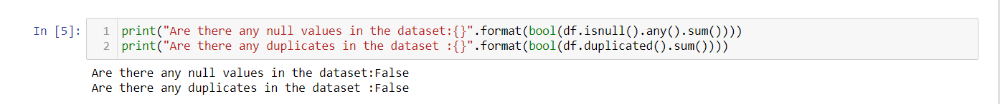 In [5]:
1 print("Are there any null values in the dataset:{}".format(bool(df.isnull().any().sum())))
2 print("Are there any duplicates in the dataset :{}".format(bool(df.duplicated().sum())))
Are there any null values in the dataset:False
Are there any duplicates in the dataset :False